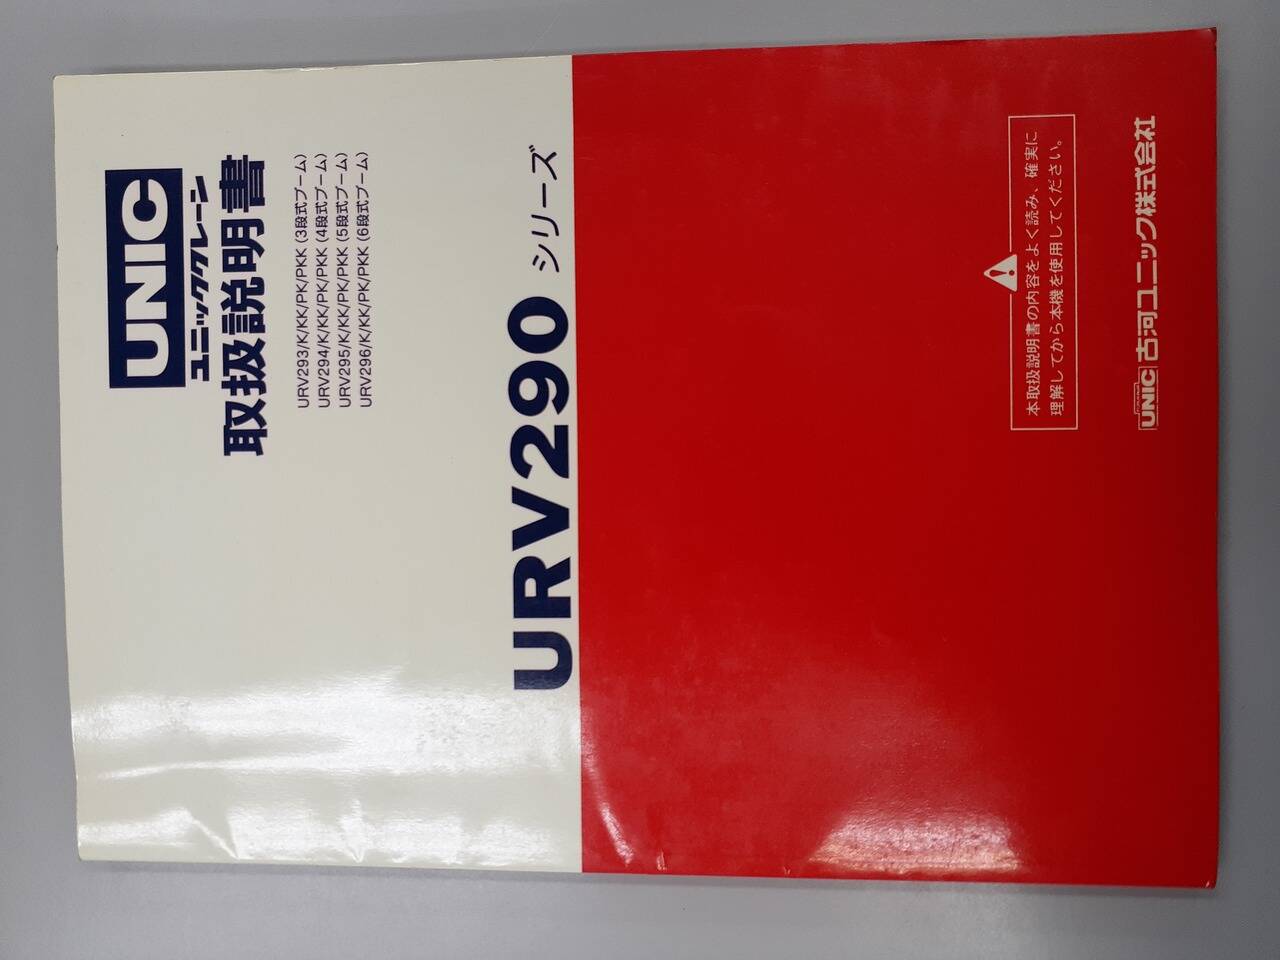 UNIC
ユニッククレーン
取扱説明書
URV293/K/KK/PK/PKK (3段式ブーム)
URV294/K/KK/PK/PKK (4段式ブーム)
URV295/K/KK/PK/PKK (5段式ブーム)
URV296/K/KK/PK/PKK (6段式ブーム)
URV290 シリーズ
本取扱説明書の内容をよく読み、確実に
理解してから本機を使用してください。
UNIC 古河ユニック株式会社